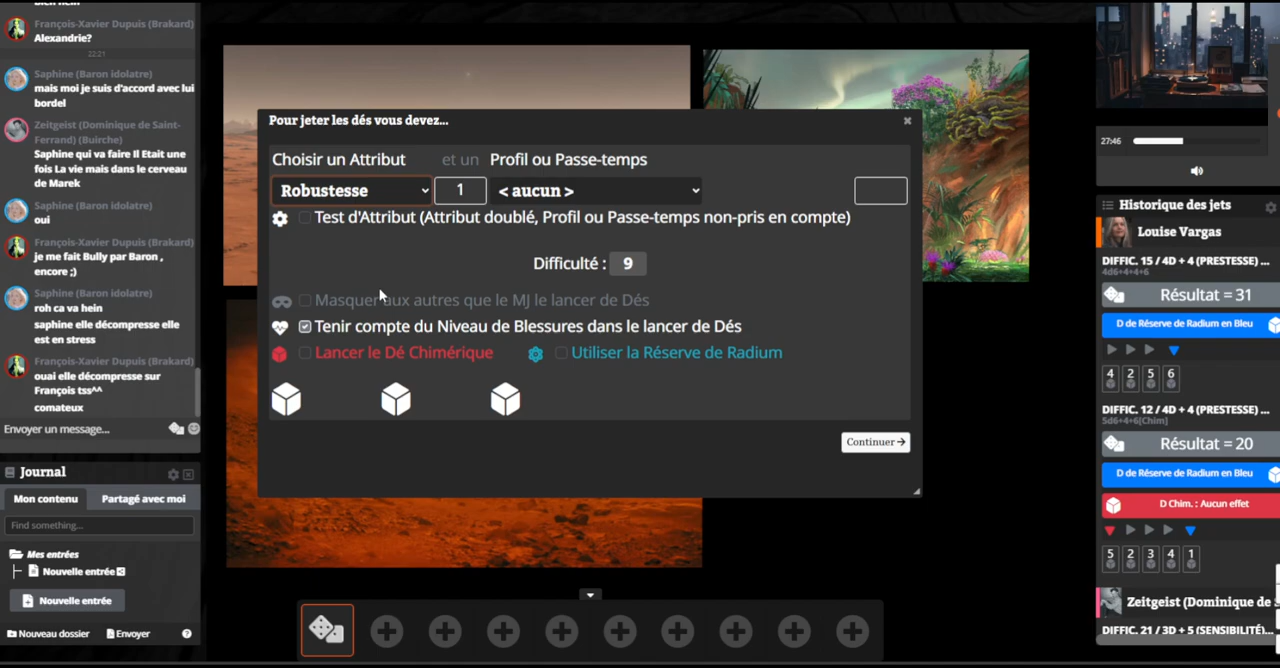 François-Xavier Dupuis (Brakard)
Alexandrie?
22:21
Saphine (Baron idolatre)
mais moi je suis d'accord avec lui
bordel
Zeitgeist (Dominique de Saint-
Ferrand) (Buirche)
Saphine qui va faire Il Etait une
fois La vie mais dans le cerveau
de Marek
Saphine (Baron idolatre)
oui
François-Xavier Dupuis (Brakard)
je me fait Bully par Baron ,
encore ;)
Saphine (Baron idolatre)
roh ca va hein
saphine elle décompresse elle
est en stress
François-Xavier Dupuis (Brakard)
ouai elle décompresse sur
François tss^^
comateux
Envoyer un message...
Journal
Mon contenu
Partagé avec moi
Find something...
Mes entrées
Nouvelle entrée
Nouvelle entrée
Nouveau dossier
Envoyer
?
Pour jeter les dés vous devez...
Choisir un Attribut et un Profil ou Passe-temps
Robustesse 1 < aucun >
Test d'Attribut (Attribut doublé, Profil ou Passe-temps non-pris en compte)
Difficulté : 9
Masquer aux autres que le MJ le lancer de Dés
Tenir compte du Niveau de Blessures dans le lancer de Dés
Lancer le Dé Chimérique Utiliser la Réserve de Radium
Continuer
27:46
Historique des jets
Louise Vargas
DIFFIC. 15 / 4D + 4 (PRESTESSE) ...
4d6+4+4+6
Résultat = 31
D de Réserve de Radium en Bleu
4 2 5 6
DIFFIC. 12 / 4D + 4 (PRESTESSE) ...
5d6+4+6[Chim]
Résultat = 20
D de Réserve de Radium en Bleu
D Chim. : Aucun effet
5 2 3 4 1
Zeitgeist (Dominique de
DIFFIC. 21 / 3D + 5 (SENSIBILITÉ)...